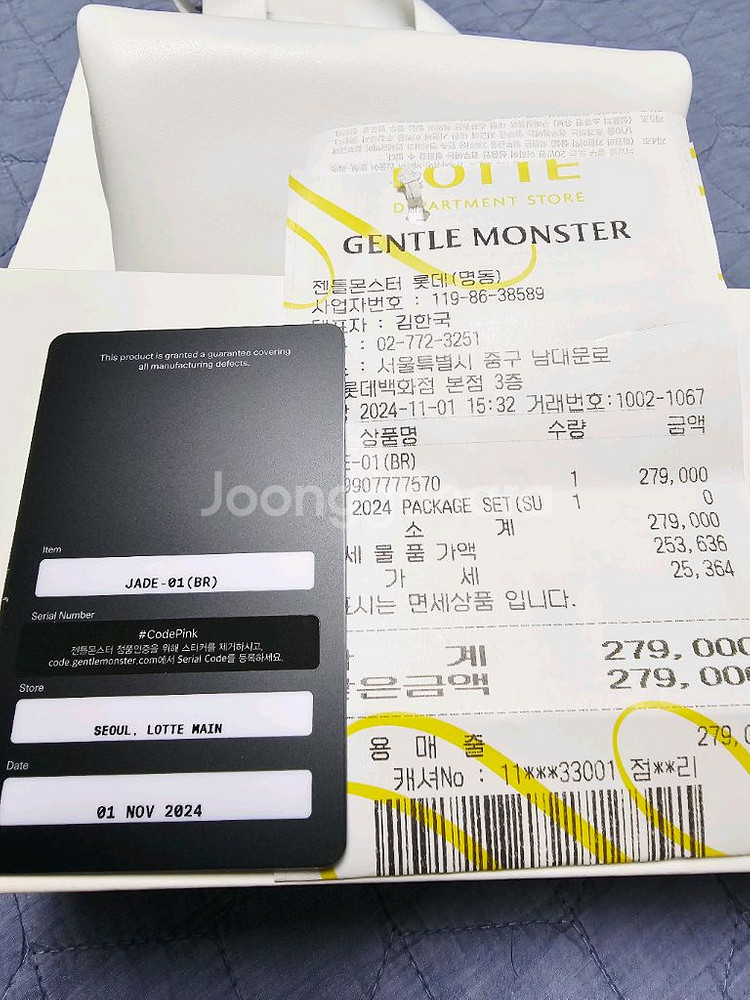 LOTTE
DEPARTMENT STORE
GENTLE MONSTER
젠틀몬스터 롯데(명동)
사업자번호 : 119-86-38589
표자 : 김한국
: 02-772-3251
: 서울특별시 중구 남대문로
롯데백화점 본점 3층
2024-11-01 15:32 거래번호:1002-1067
상품명 수량 금액
-01(BR)
9907777570 1 279,000
2024 PACKAGE SET(SU 1 0
소 계 279,000
세 물 품 가액 253,636
가 세 25,364
표시는 면세상품 입니다.
계 279,000
은금액 279,000
용 매 출 279,0
캐셔No : 11***33001 점**리
This product is granted a guarantee covering
all manufacturing defects.
Item
JADE-01(BR)
Serial Number
#CodePink
젠틀몬스터 정품인증을 위해 스티커를 제거하시고,
code.gentlemonster.com에서 Serial Code를 등록하세요.
Store
SEOUL, LOTTE MAIN
Date
01 NOV 2024